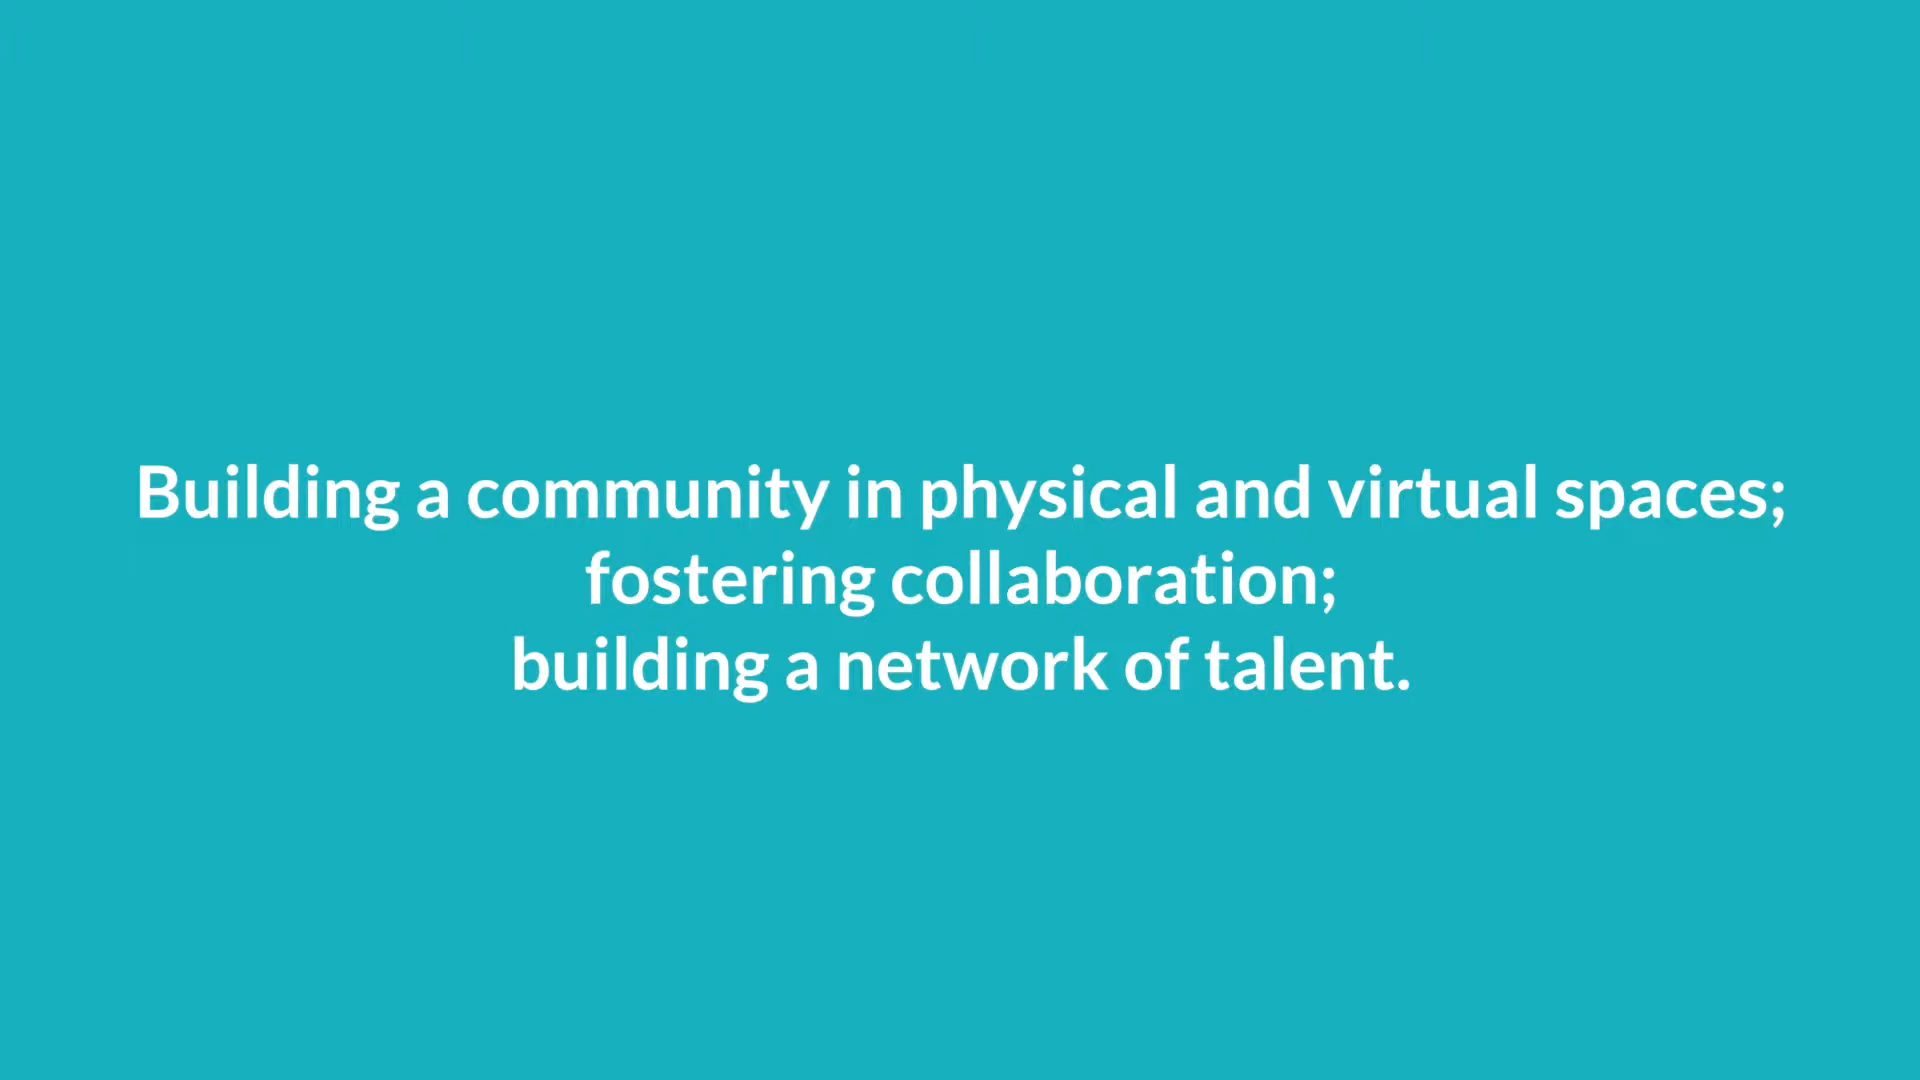 Building a community in physical and virtual spaces;
fostering collaboration;
building a network of talent.